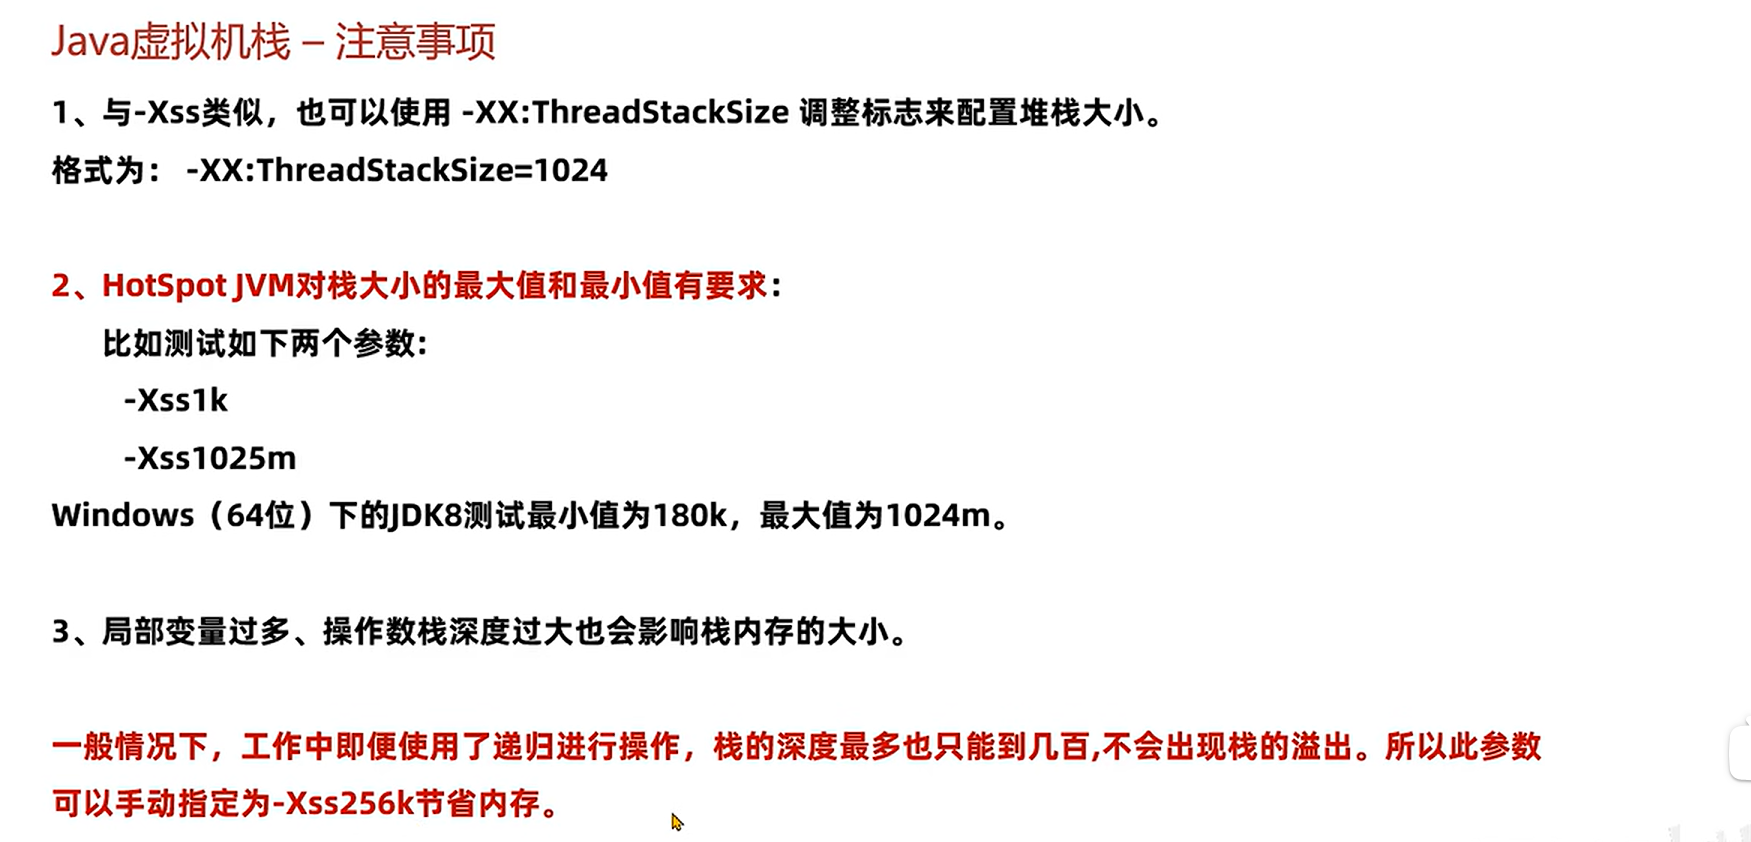 Java虚拟机栈 – 注意事项
1、与-Xss类似，也可以使用 -XX:ThreadStackSize 调整标志来配置堆栈大小。
格式为： -XX:ThreadStackSize=1024
2、HotSpot JVM对栈大小的最大值和最小值有要求：
比如测试如下两个参数：
-Xss1k
-Xss1025m
Windows（64位）下的JDK8测试最小值为180k，最大值为1024m。
3、局部变量过多、操作数栈深度过大也会影响栈内存的大小。
一般情况下，工作中即便使用了递归进行操作，栈的深度最多也只能到几百,不会出现栈的溢出。所以此参数
可以手动指定为-Xss256k节省内存。